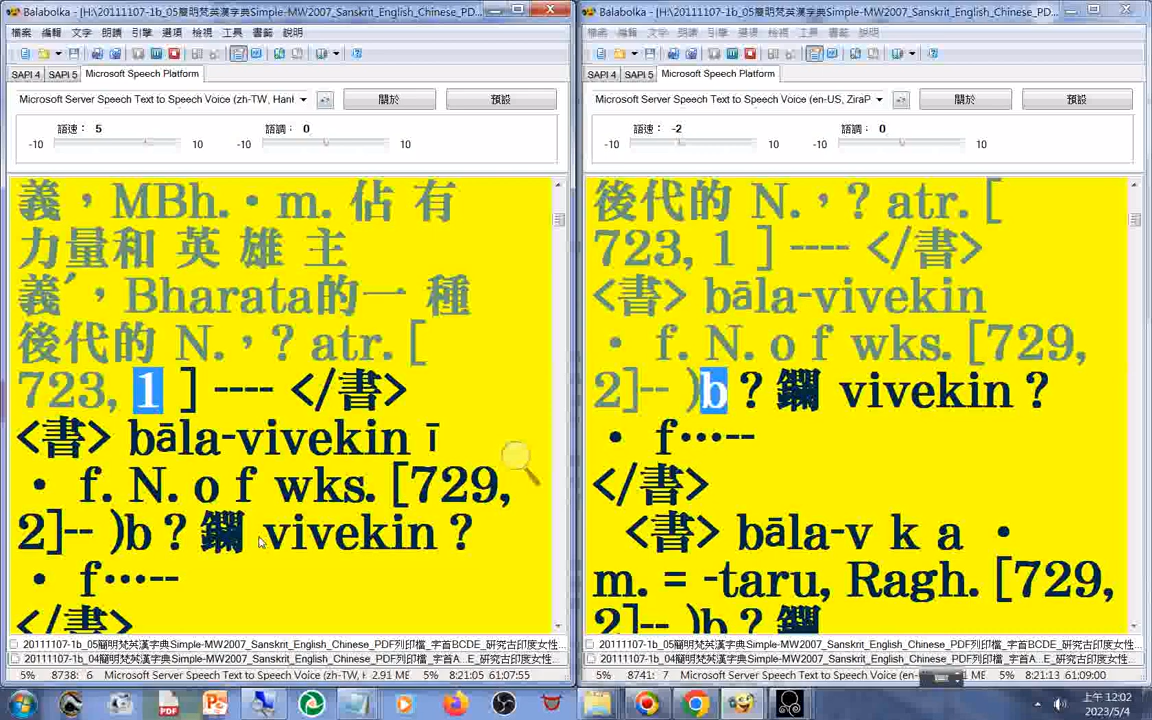 Balabolka - [H:\20111107-1b_05簡明梵英漢字典Simple-MW2007_Sanskrit_English_Chinese_PD...
檔案 編輯 文字 朗讀 引擎 選項 檢視 工具 書籤 說明
SAPI 4 SAPI 5 Microsoft Speech Platform
Microsoft Server Speech Text to Speech Voice (zh-TW, Hanl
關於 預設
語速： 5 語調： 0
-10 10 -10 10
義，MBh.‧m. 佔 有
力量和 英 雄 主
義ˊ，Bharata的一 種
後代的 N.，? atr. [
723, 1 ] ---- </書>
<書> bāla-vivekin ī
‧ f. N. o f wks. [729,
2]-- )b ? 鑭 vivekin ?
‧ f…--
</書>
20111107-1b_05簡明梵英漢字典Simple-MW2007_Sanskrit_English_Chinese_PDF列印檔_字首BCDE_研究古印度女性...
20111107-1b_04簡明梵英漢字典Simple-MW2007_Sanskrit_English_Chinese_PDF列印檔_字首A...E_研究古印度女性...
5% 8738: 6 Microsoft Server Speech Text to Speech Voice (zh-TW, H 2.91 ME 5% 8:21:05 61:07:55
Balabolka - [H:\20111107-1b_05簡明梵英漢字典Simple-MW2007_Sanskrit_English_Chinese_PD...
檔案 編輯 文字 朗讀 引擎 選項 檢視 工具 書籤 說明
SAPI 4 SAPI 5 Microsoft Speech Platform
Microsoft Server Speech Text to Speech Voice (en-US, ZiraP
關於 預設
語速： -2 語調： 0
-10 10 -10 10
後代的 N.，? atr. [
723, 1 ] ---- </書>
<書> bāla-vivekin
‧ f. N. o f wks. [729,
2]-- )b ? 鑭 vivekin ?
‧ f…--
</書>
<書> bāla-v k a ‧
m. = -taru, Ragh. [729,
2]-- )b ? 鑭
20111107-1b_05簡明梵英漢字典Simple-MW2007_Sanskrit_English_Chinese_PDF列印檔_字首BCDE_研究古印度女性...
20111107-1b_04簡明梵英漢字典Simple-MW2007_Sanskrit_English_Chinese_PDF列印檔_字首A...E_研究古印度女性...
5% 8741: 7 Microsoft Server Speech Text to Speech Voice ME 5% 8:21:13 61:09:00
上午 12:02
2023/5/4